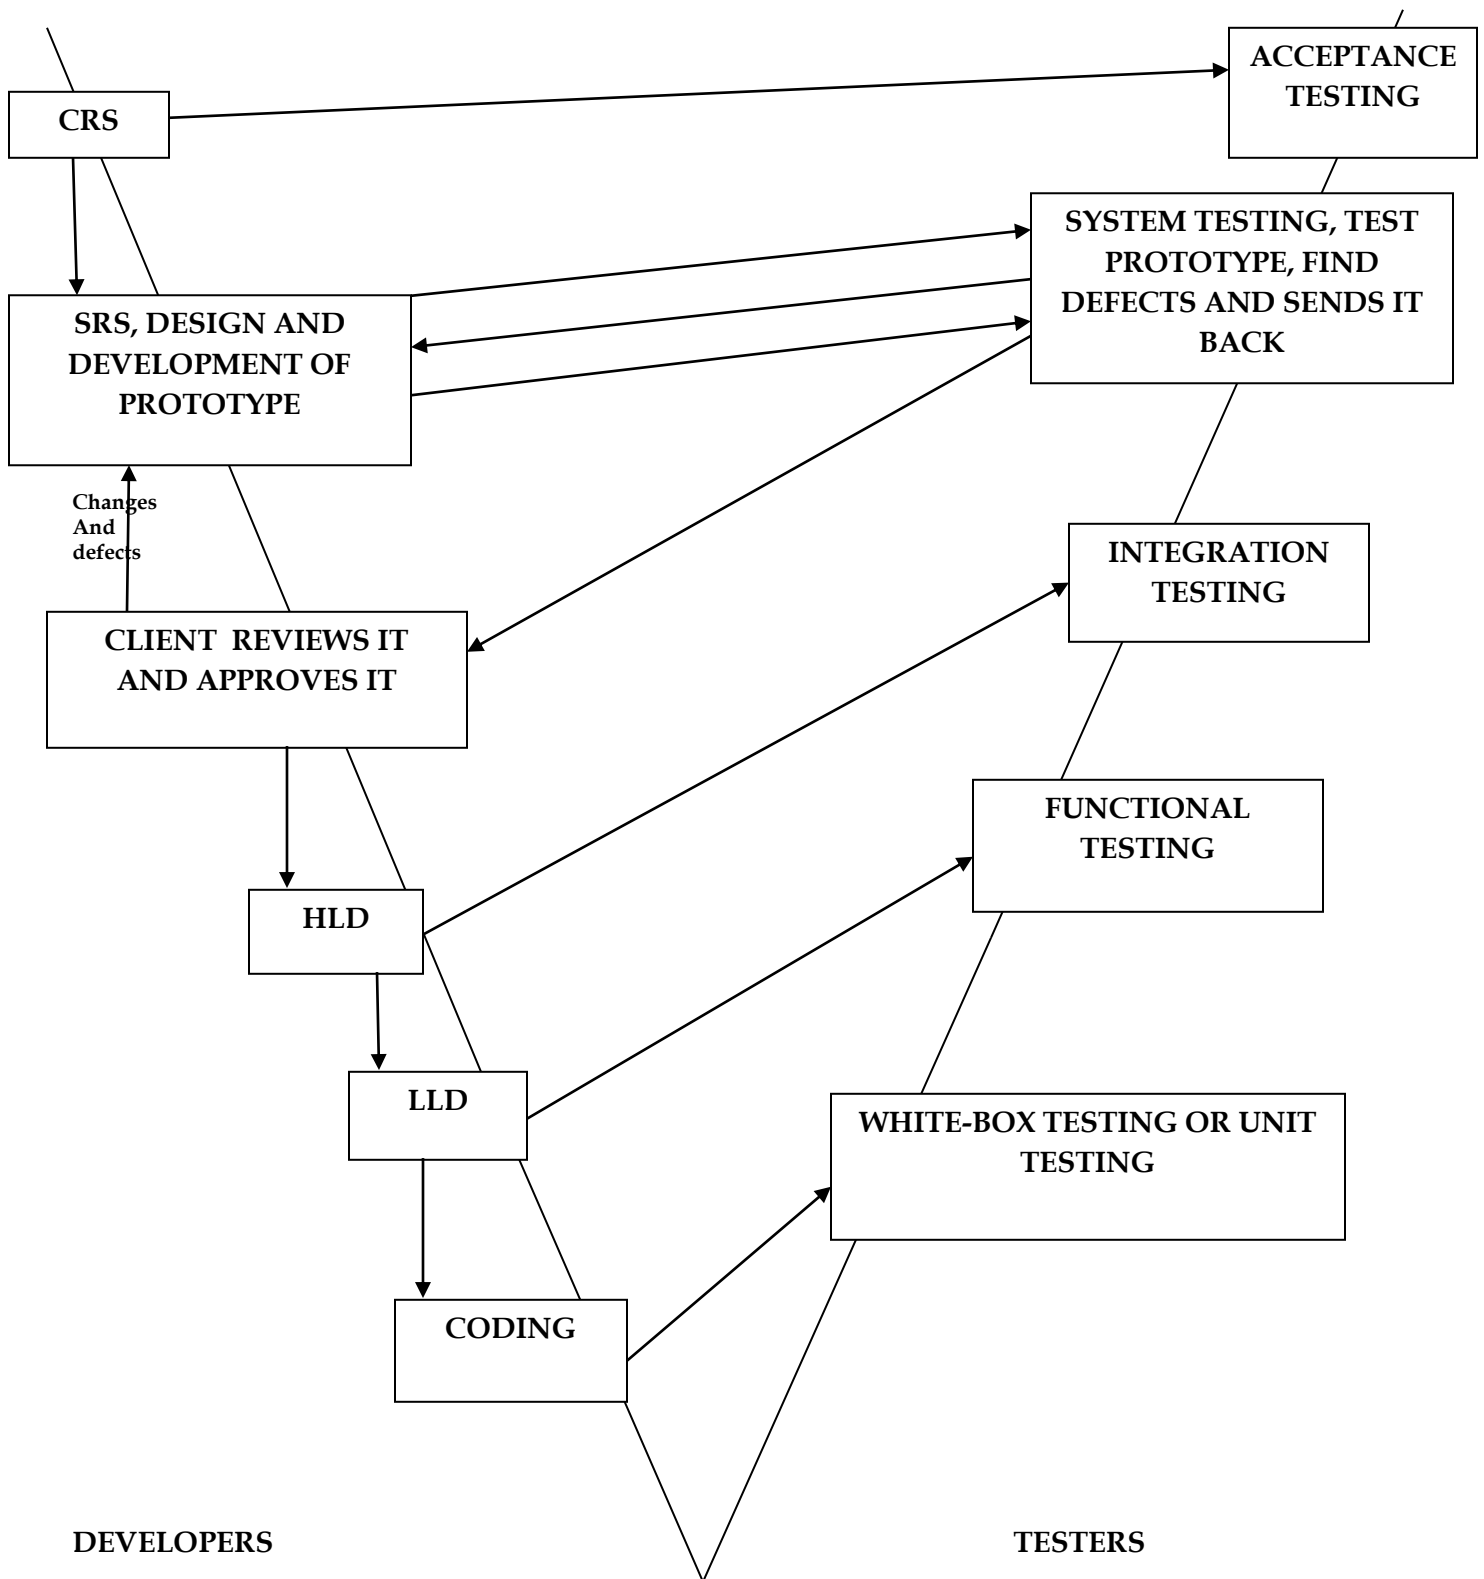 ACCEPTANCE
TESTING
CRS
SYSTEM TESTING, TEST
PROTOTYPE, FIND
DEFECTS AND SENDS IT
BACK
SRS, DESIGN AND
DEVELOPMENT OF
PROTOTYPE
Changes
And
defects
INTEGRATION
TESTING
CLIENT REVIEWS IT
AND APPROVES IT
FUNCTIONAL
TESTING
HLD
LLD
WHITE-BOX TESTING OR UNIT
TESTING
CODING
DEVELOPERS
TESTERS